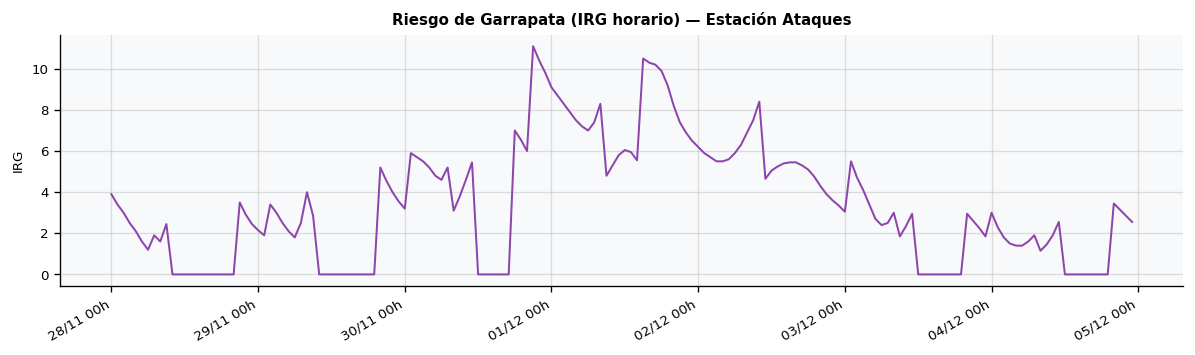 Riesgo de Garrapata (IRG horario) — Estación Ataques
IRG
10
8
6
4
2
0
28/11 00h
29/11 00h
30/11 00h
01/12 00h
02/12 00h
03/12 00h
04/12 00h
05/12 00h